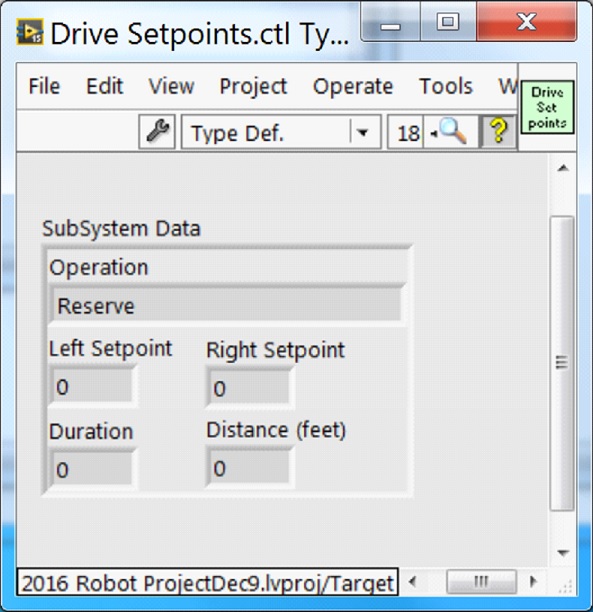 Drive Setpoints.ctl Ty...
File Edit View Project Operate Tools W
Drive
Set
points
Type Def. 18
?
SubSystem Data
Operation
Reserve
Left Setpoint Right Setpoint
0 0
Duration Distance (feet)
0 0
2016 Robot ProjectDec9.lvproj/Target